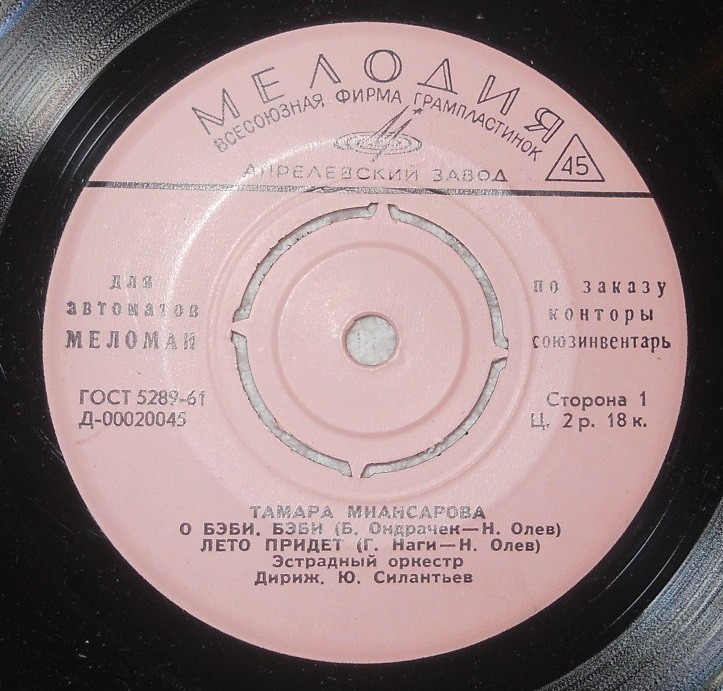 МЕЛОДИЯ
ВСЕСОЮЗНАЯ ФИРМА ГРАМПЛАСТИНОК
45
АПРЕЛЕВСКИЙ ЗАВОД
для
автоматов
МЕЛОМАН
по заказу
конторы
союзинвентарь
ГОСТ 5289-61
Д-00020045
Сторона 1
Ц. 2 р. 18 к.
ТАМАРА МИАНСАРОВА
О БЭБИ, БЭБИ (Б. Ондрачек—Н. Олев)
ЛЕТО ПРИДЕТ (Г. Наги—Н. Олев)
Эстрадный оркестр
Дириж. Ю. Силантьев